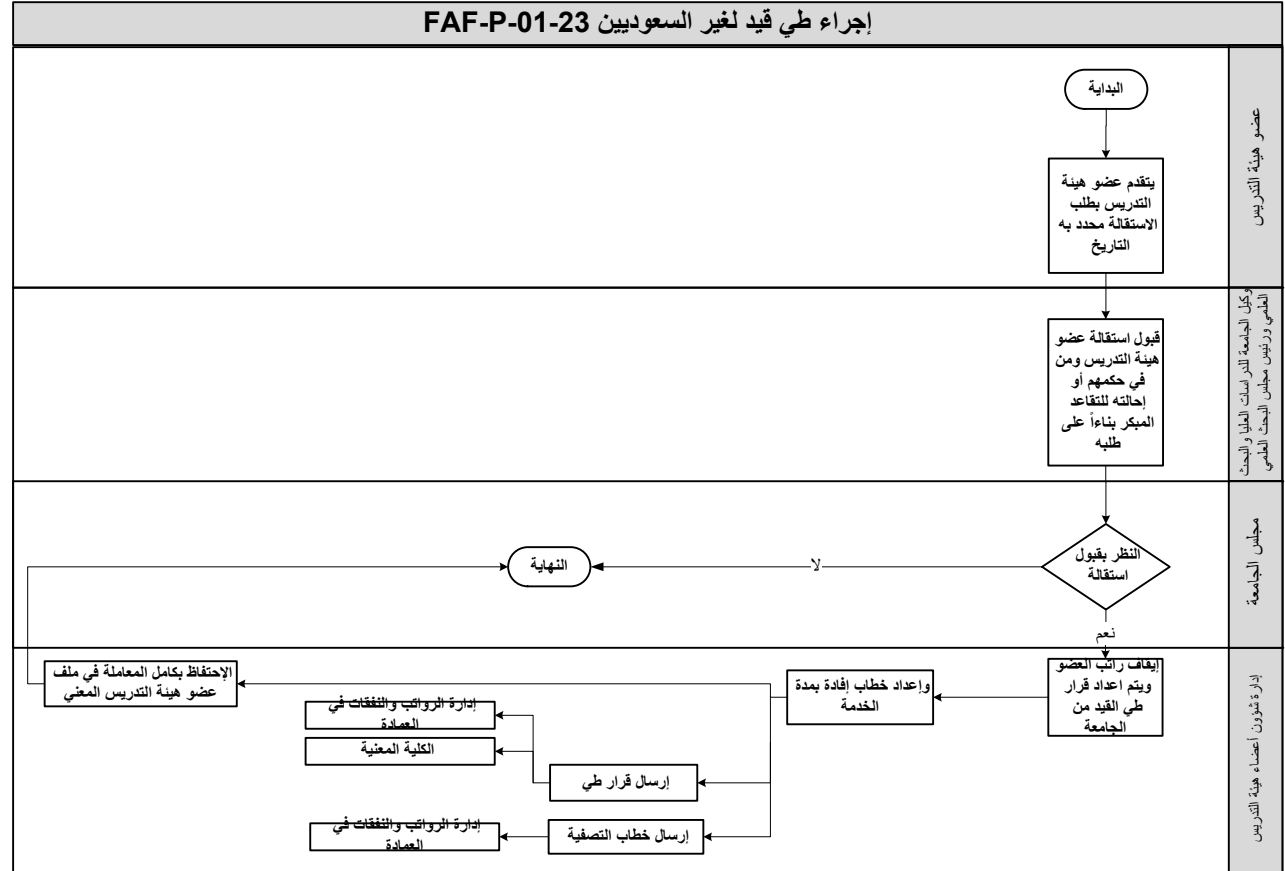 إجراء طي قيد لغير السعوديين FAF-P-01-23
عضو هيئة التدريس
البداية
يتقدم عضو هيئة
التدريس بطلب
الاستقالة محدد به
التاريخ
وكيل الجامعة للدراسات العليا والبحث
العلمي ورئيس مجلس البحث العلمي
قبول استقالة عضو
هيئة التدريس ومن
في حكمهم أو
إحالته للتقاعد
المبكر بناءاً على
طلبه
مجلس الجامعة
النظر بقبول
استقالة
لا
النهاية
نعم
إدارة شؤون أعضاء هيئة التدريس
إيقاف راتب العضو
ويتم اعداد قرار
طي القيد من
الجامعة
وإعداد خطاب إفادة بمدة
الخدمة
الإحتفاظ بكامل المعاملة في ملف
عضو هيئة التدريس المعني
إدارة الرواتب والنفقات في
العمادة
الكلية المعنية
إرسال قرار طي
إرسال خطاب التصفية
إدارة الرواتب والنفقات في
العمادة